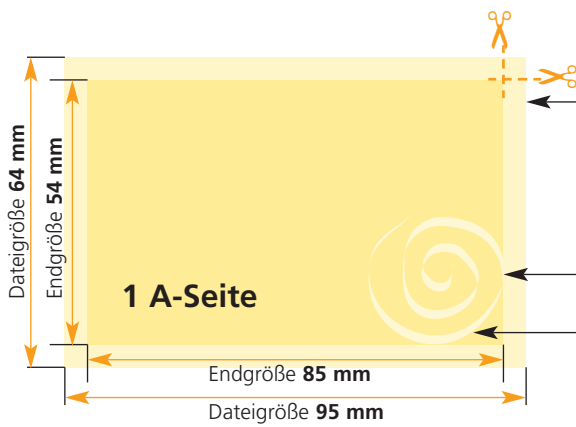 Dateigröße 64 mm
Endgröße 54 mm
1 A-Seite
Endgröße 85 mm
Dateigröße 95 mm